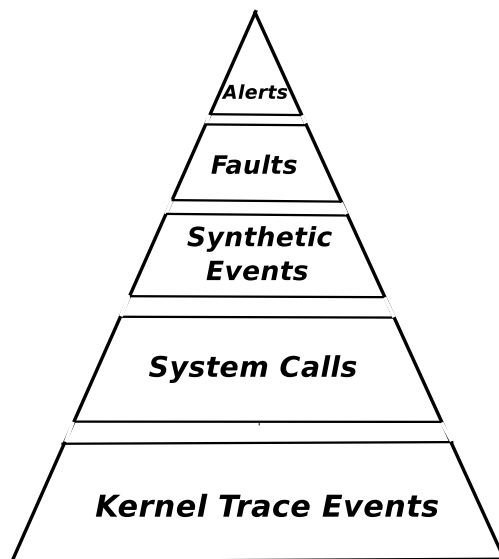 Alerts
Faults
Synthetic
Events
System Calls
Kernel Trace Events